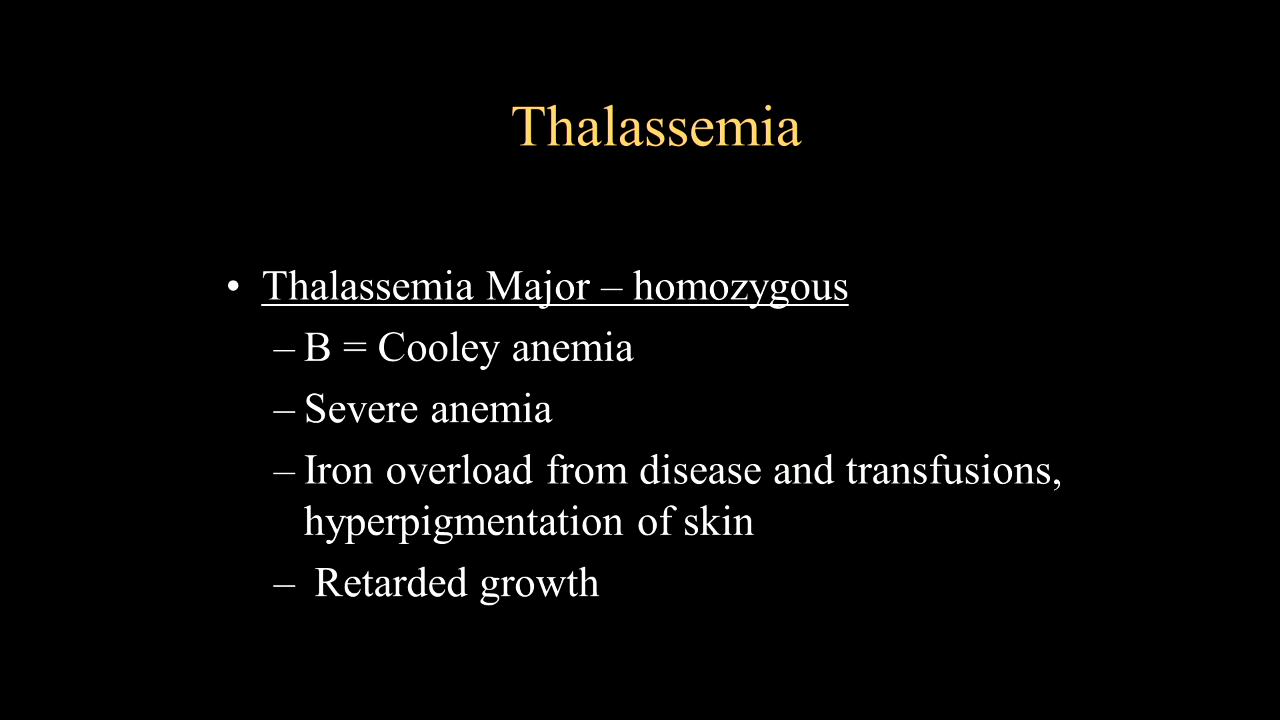 Thalassemia
• Thalassemia Major – homozygous
– B = Cooley anemia
– Severe anemia
– Iron overload from disease and transfusions,
hyperpigmentation of skin
– Retarded growth